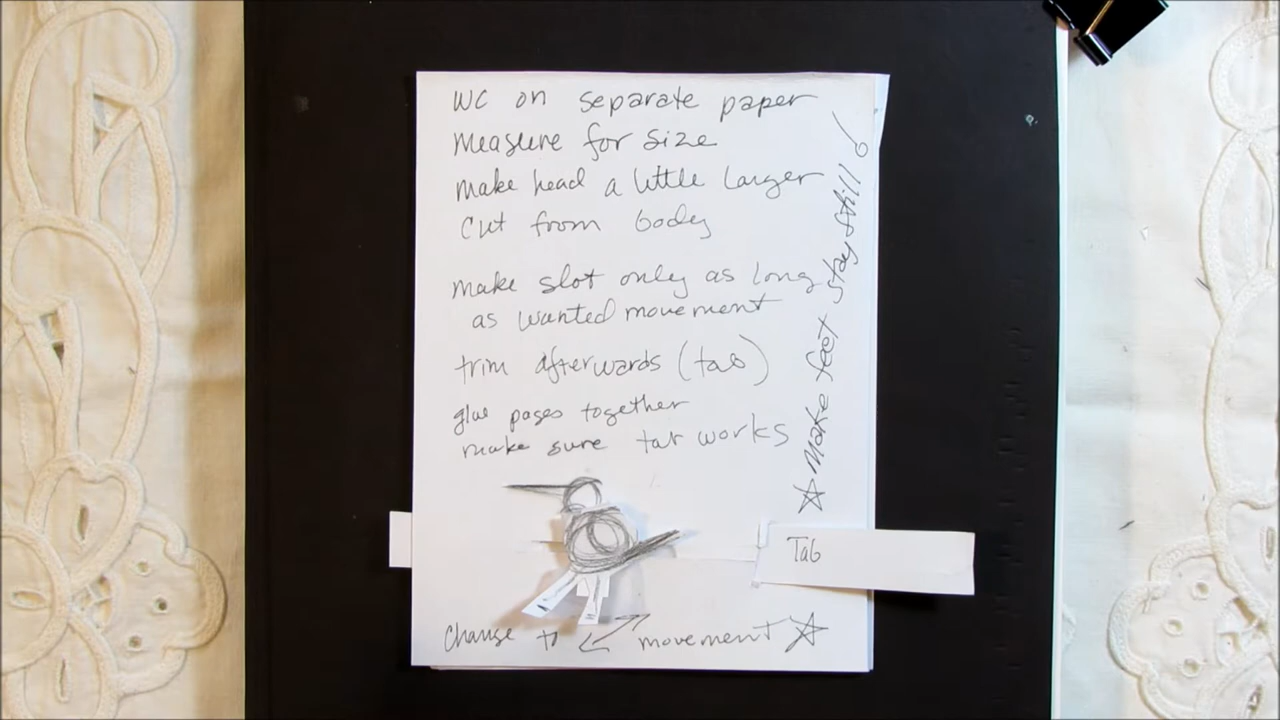 WC on separate paper
measure for size
make head a little larger
cut from body
make slot only as long
as wanted movement
trim afterwards (tab)
glue pages together
make sure tab works
☆ Make feet stay still
Tab
Change to ↙↗ movement ☆